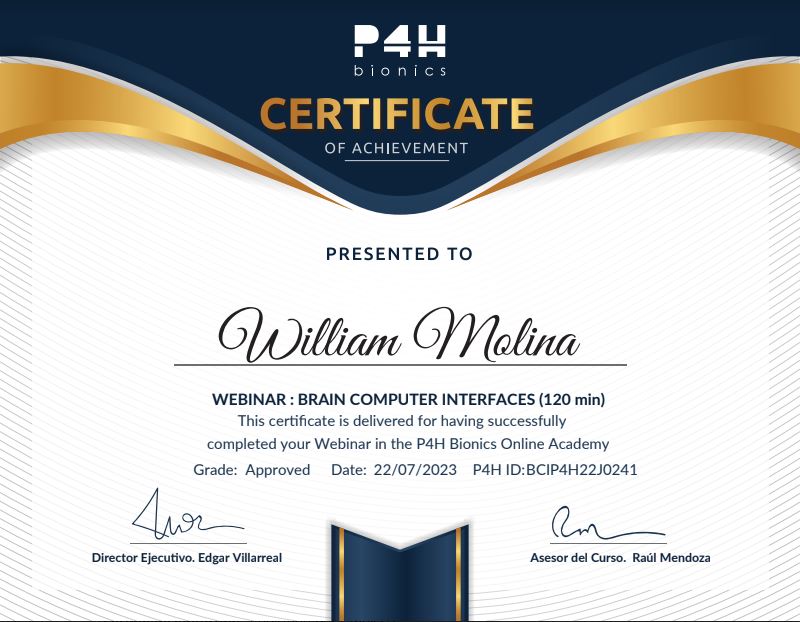 P4H
bionics
CERTIFICATE
OF ACHIEVEMENT
PRESENTED TO
William Molina
WEBINAR : BRAIN COMPUTER INTERFACES (120 min)
This certificate is delivered for having successfully
completed your Webinar in the P4H Bionics Online Academy
Grade: Approved Date: 22/07/2023 P4H ID:BCIP4H22J0241
Director Ejecutivo. Edgar Villarreal
Asesor del Curso. Raúl Mendoza